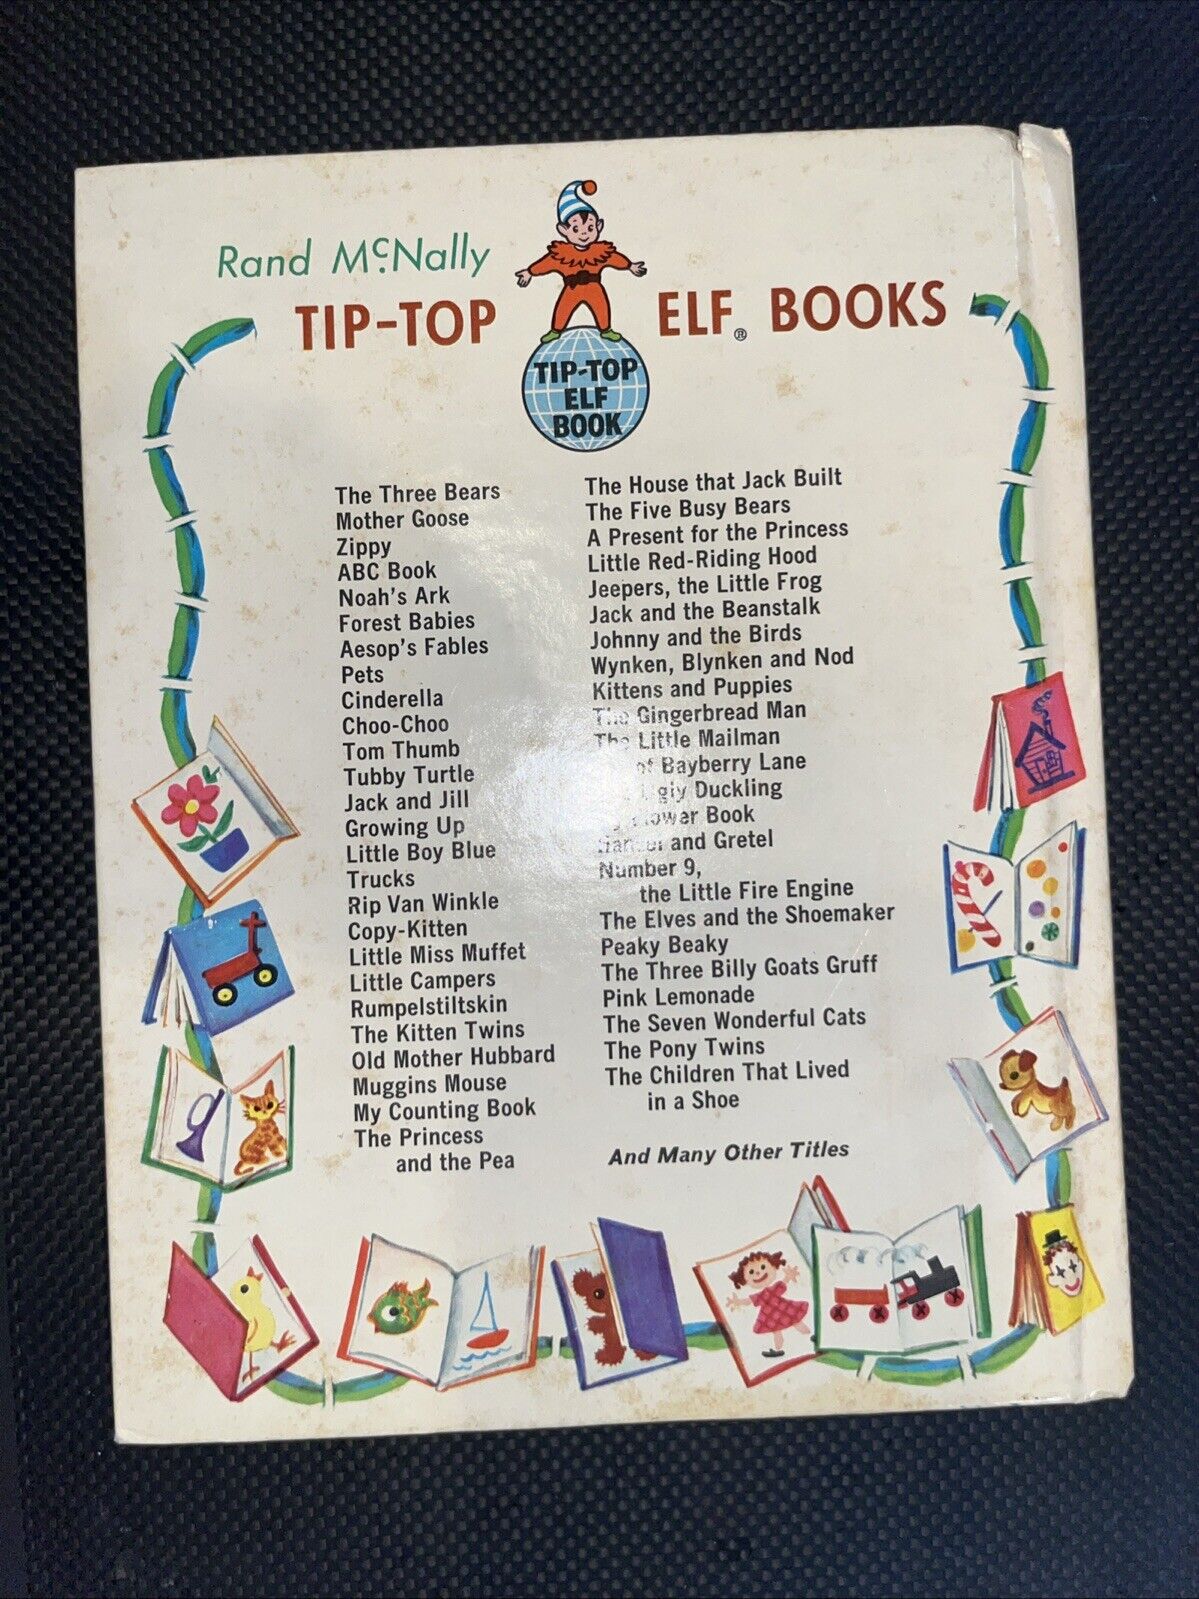 Rand McNally
TIP-TOP
ELF® BOOKS
TIP-TOP
ELF
BOOK
The Three Bears
Mother Goose
Zippy
ABC Book
Noah's Ark
Forest Babies
Aesop's Fables
Pets
Cinderella
Choo-Choo
Tom Thumb
Tubby Turtle
Jack and Jill
Growing Up
Little Boy Blue
Trucks
Rip Van Winkle
Copy-Kitten
Little Miss Muffet
Little Campers
Rumpelstiltskin
The Kitten Twins
Old Mother Hubbard
Muggins Mouse
My Counting Book
The Princess
and the Pea
The House that Jack Built
The Five Busy Bears
A Present for the Princess
Little Red-Riding Hood
Jeepers, the Little Frog
Jack and the Beanstalk
Johnny and the Birds
Wynken, Blynken and Nod
Kittens and Puppies
The Gingerbread Man
The Little Mailman
of Bayberry Lane
Ugly Duckling
Flower Book
Hansel and Gretel
Number 9,
the Little Fire Engine
The Elves and the Shoemaker
Peaky Beaky
The Three Billy Goats Gruff
Pink Lemonade
The Seven Wonderful Cats
The Pony Twins
The Children That Lived
in a Shoe
And Many Other Titles